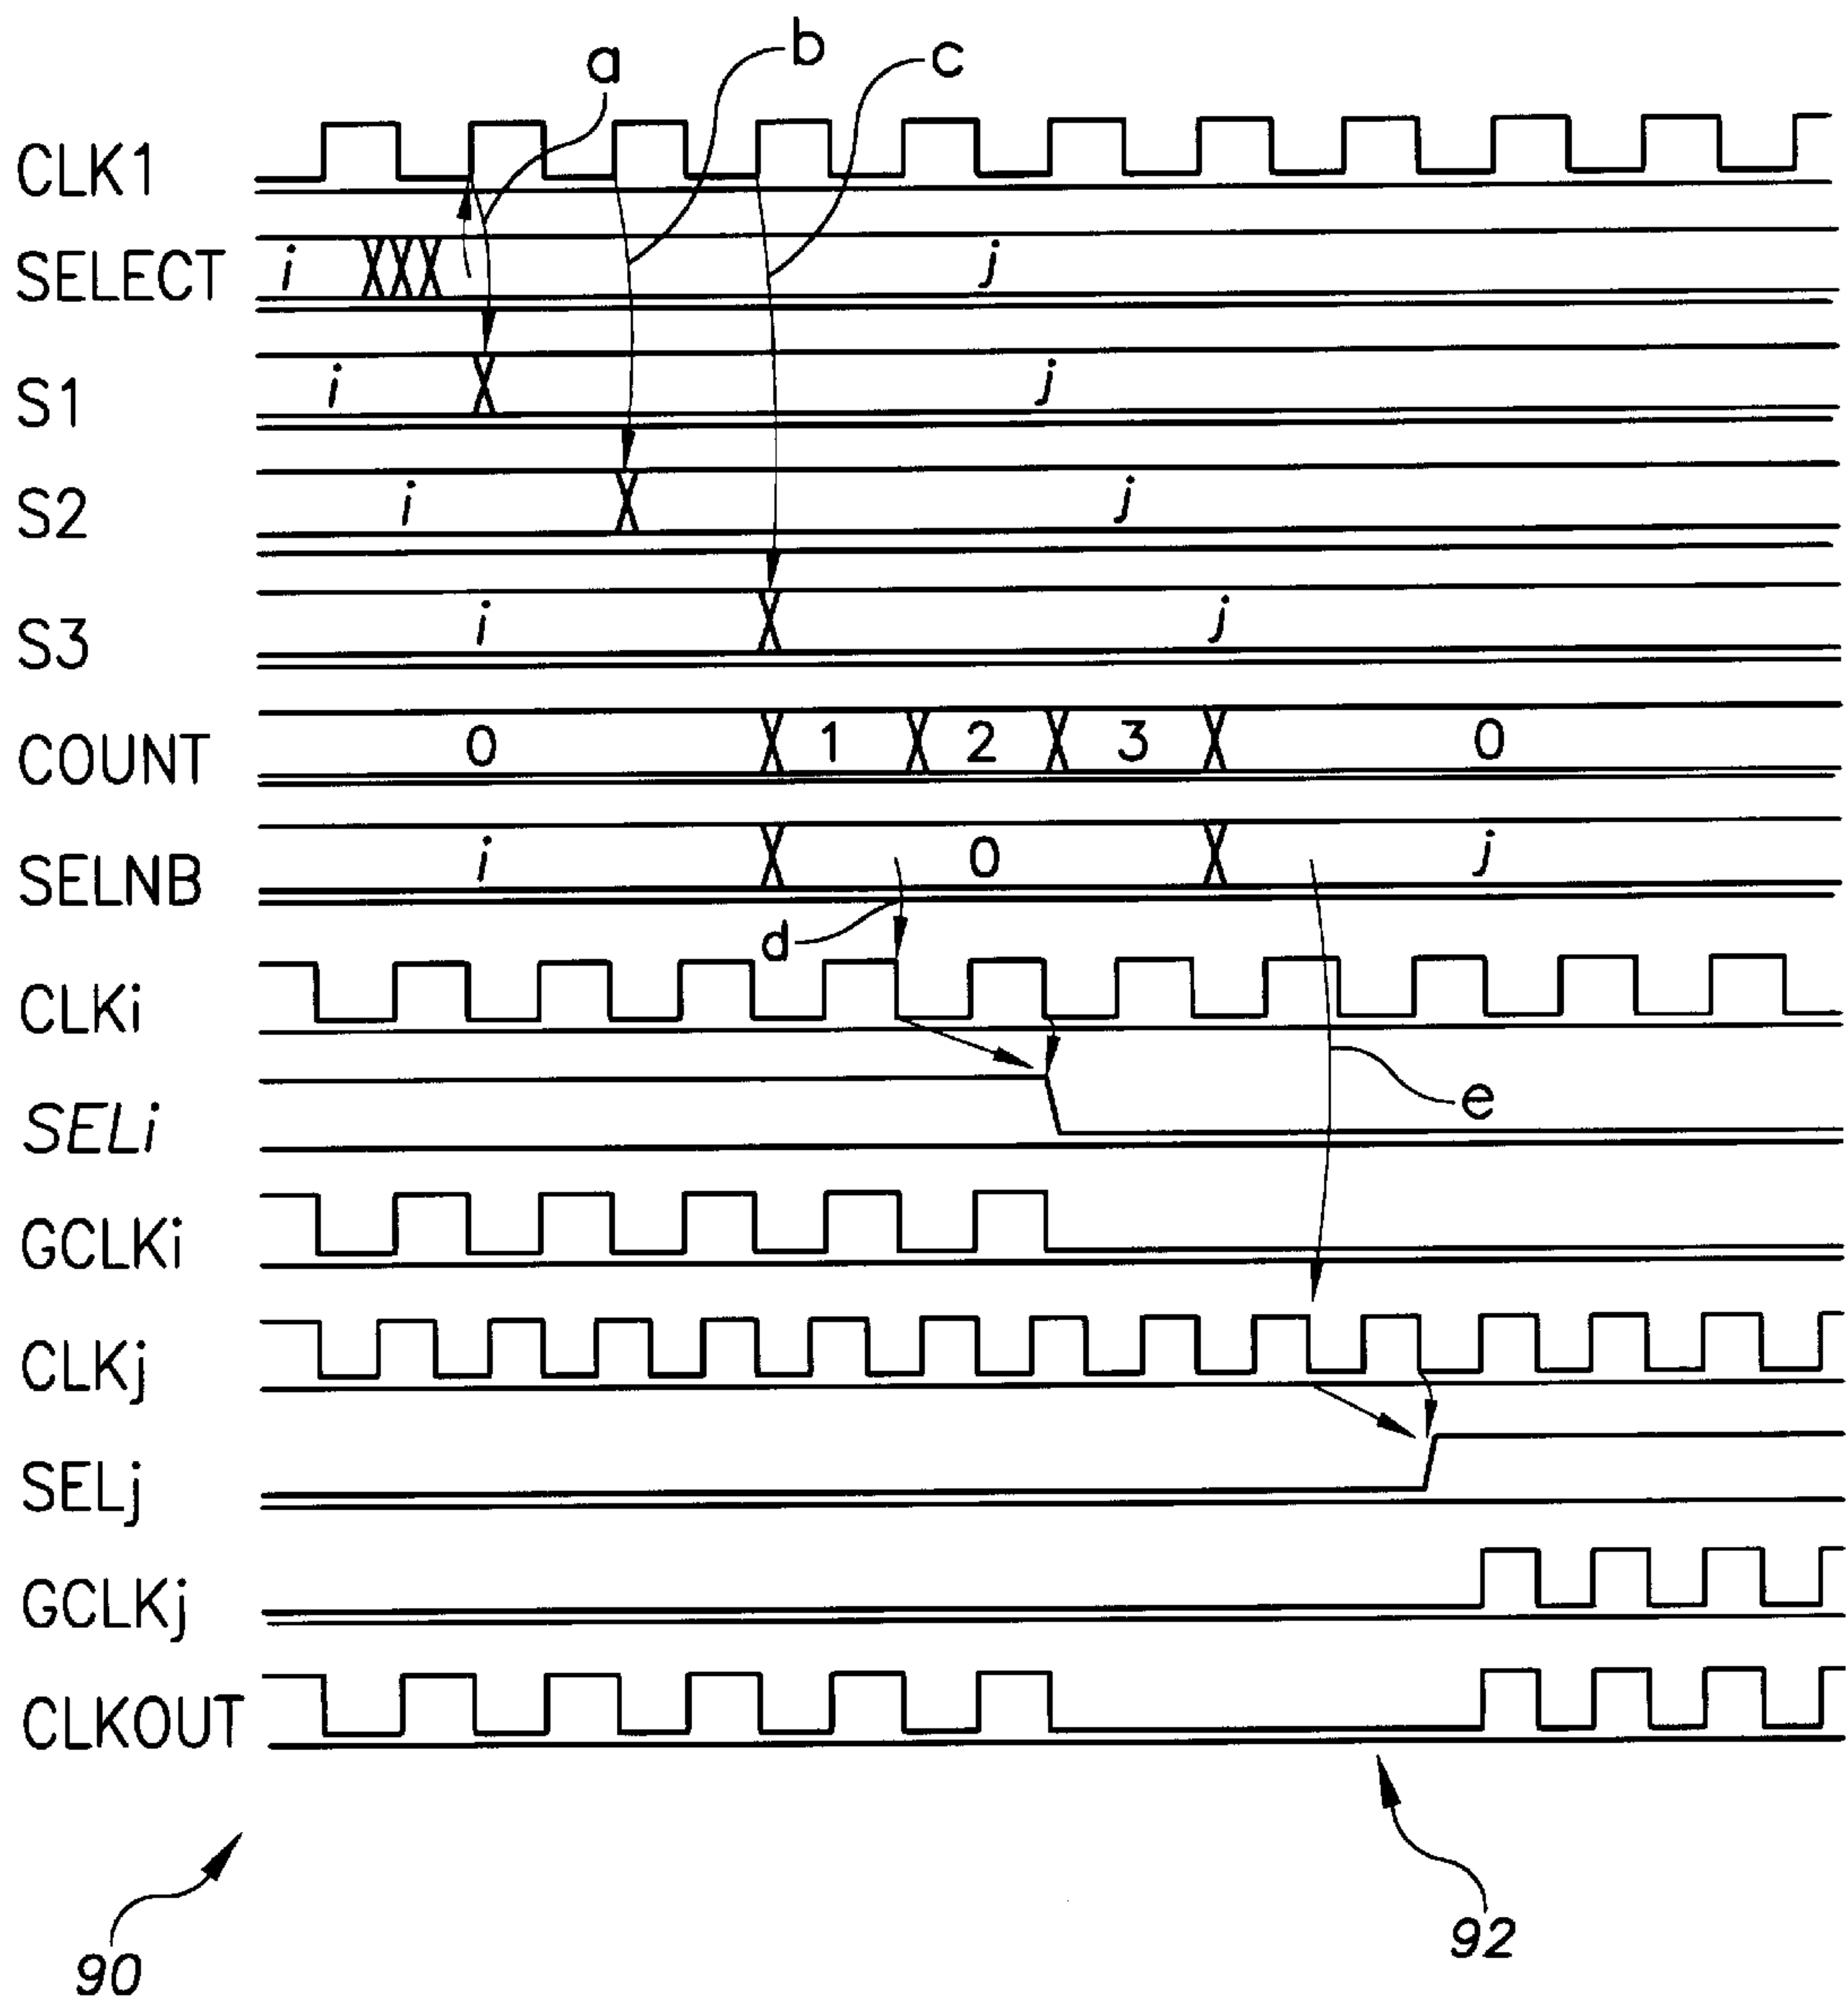 a b c
CLK1
SELECT i j
S1 i j
S2 i j
S3 i j
COUNT 0 1 2 3 0
SELNB i 0 j
d
CLKi
SELi e
GCLKi
CLKj
SELj
GCLKj
CLKOUT
90 92